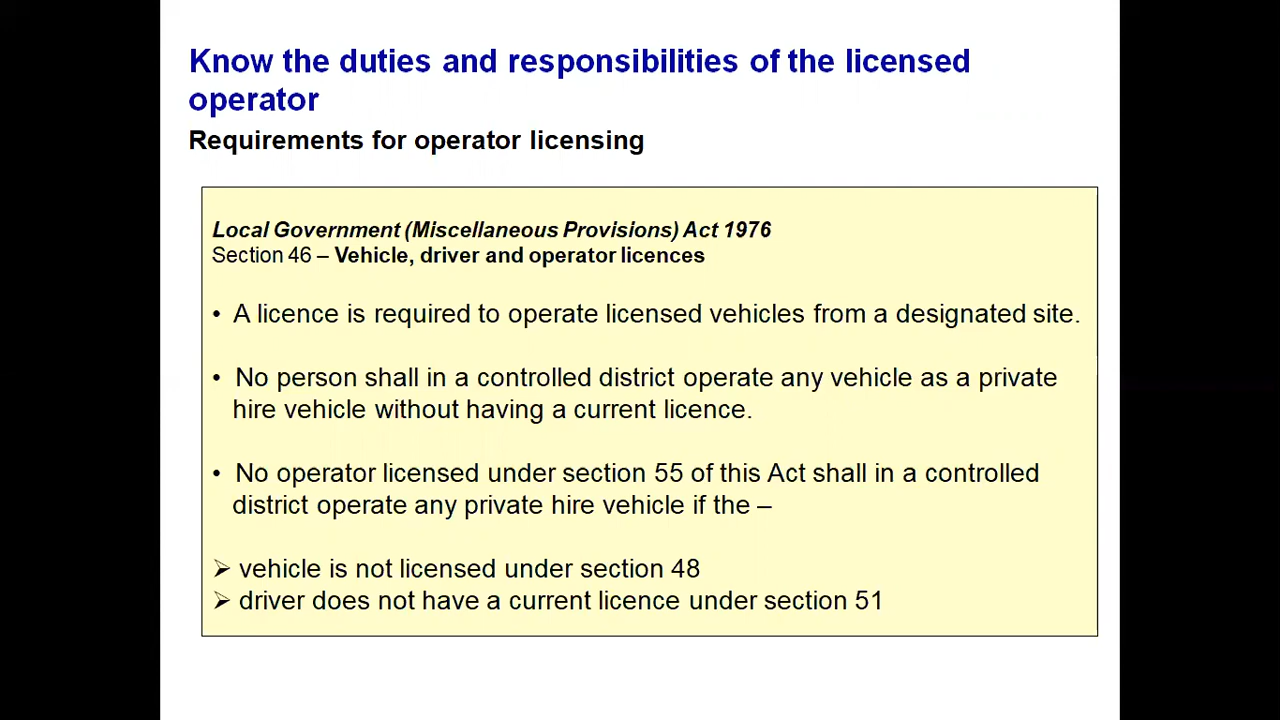 Know the duties and responsibilities of the licensed
operator
Requirements for operator licensing
Local Government (Miscellaneous Provisions) Act 1976
Section 46 – Vehicle, driver and operator licences
• A licence is required to operate licensed vehicles from a designated site.
• No person shall in a controlled district operate any vehicle as a private
hire vehicle without having a current licence.
• No operator licensed under section 55 of this Act shall in a controlled
district operate any private hire vehicle if the –
➢ vehicle is not licensed under section 48
➢ driver does not have a current licence under section 51